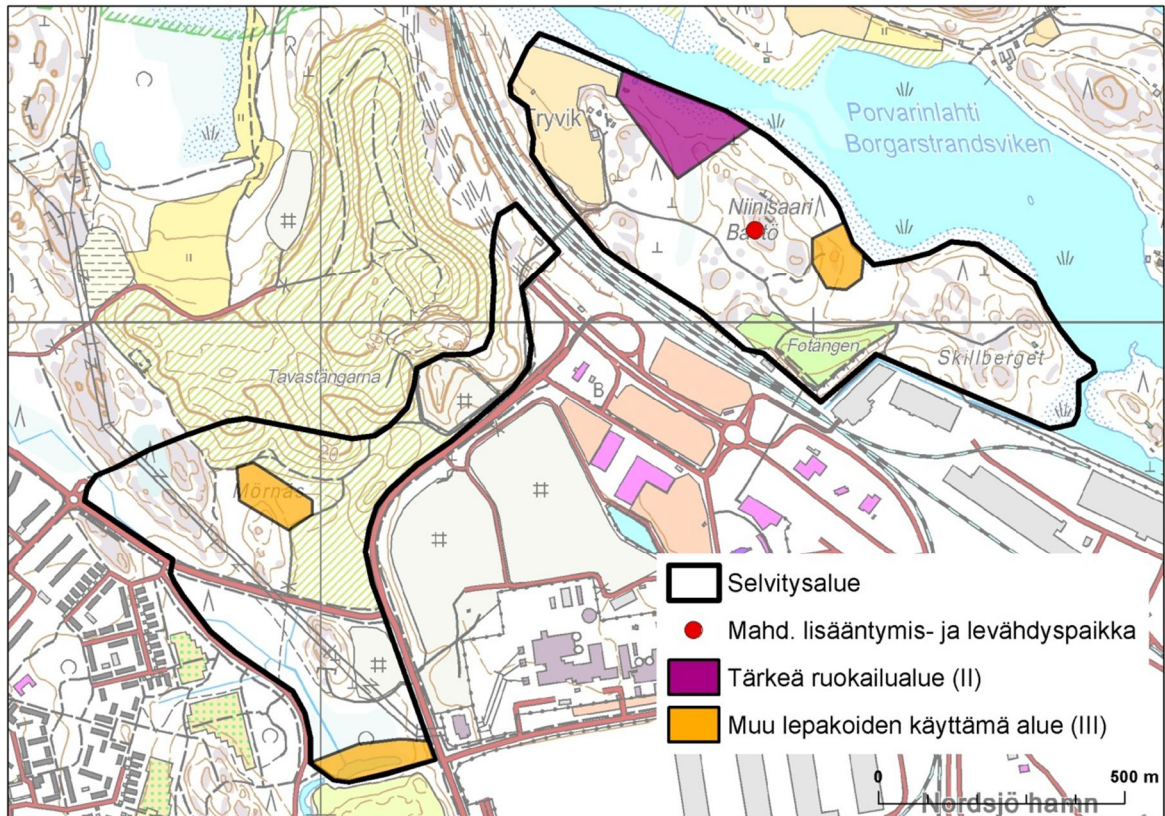 Porvarinlahti
Borgarstrandsviken
Tryvik
Niinisaari
Bastö
Fotängen
Skillberget
Tavastängarna
B
Mörnäs
Selvitysalue
Mahd. lisääntymis- ja levähdyspaikka
Tärkeä ruokailualue (II)
Muu lepakoiden käyttämä alue (III)
0 500 m
Nordsjö hamn